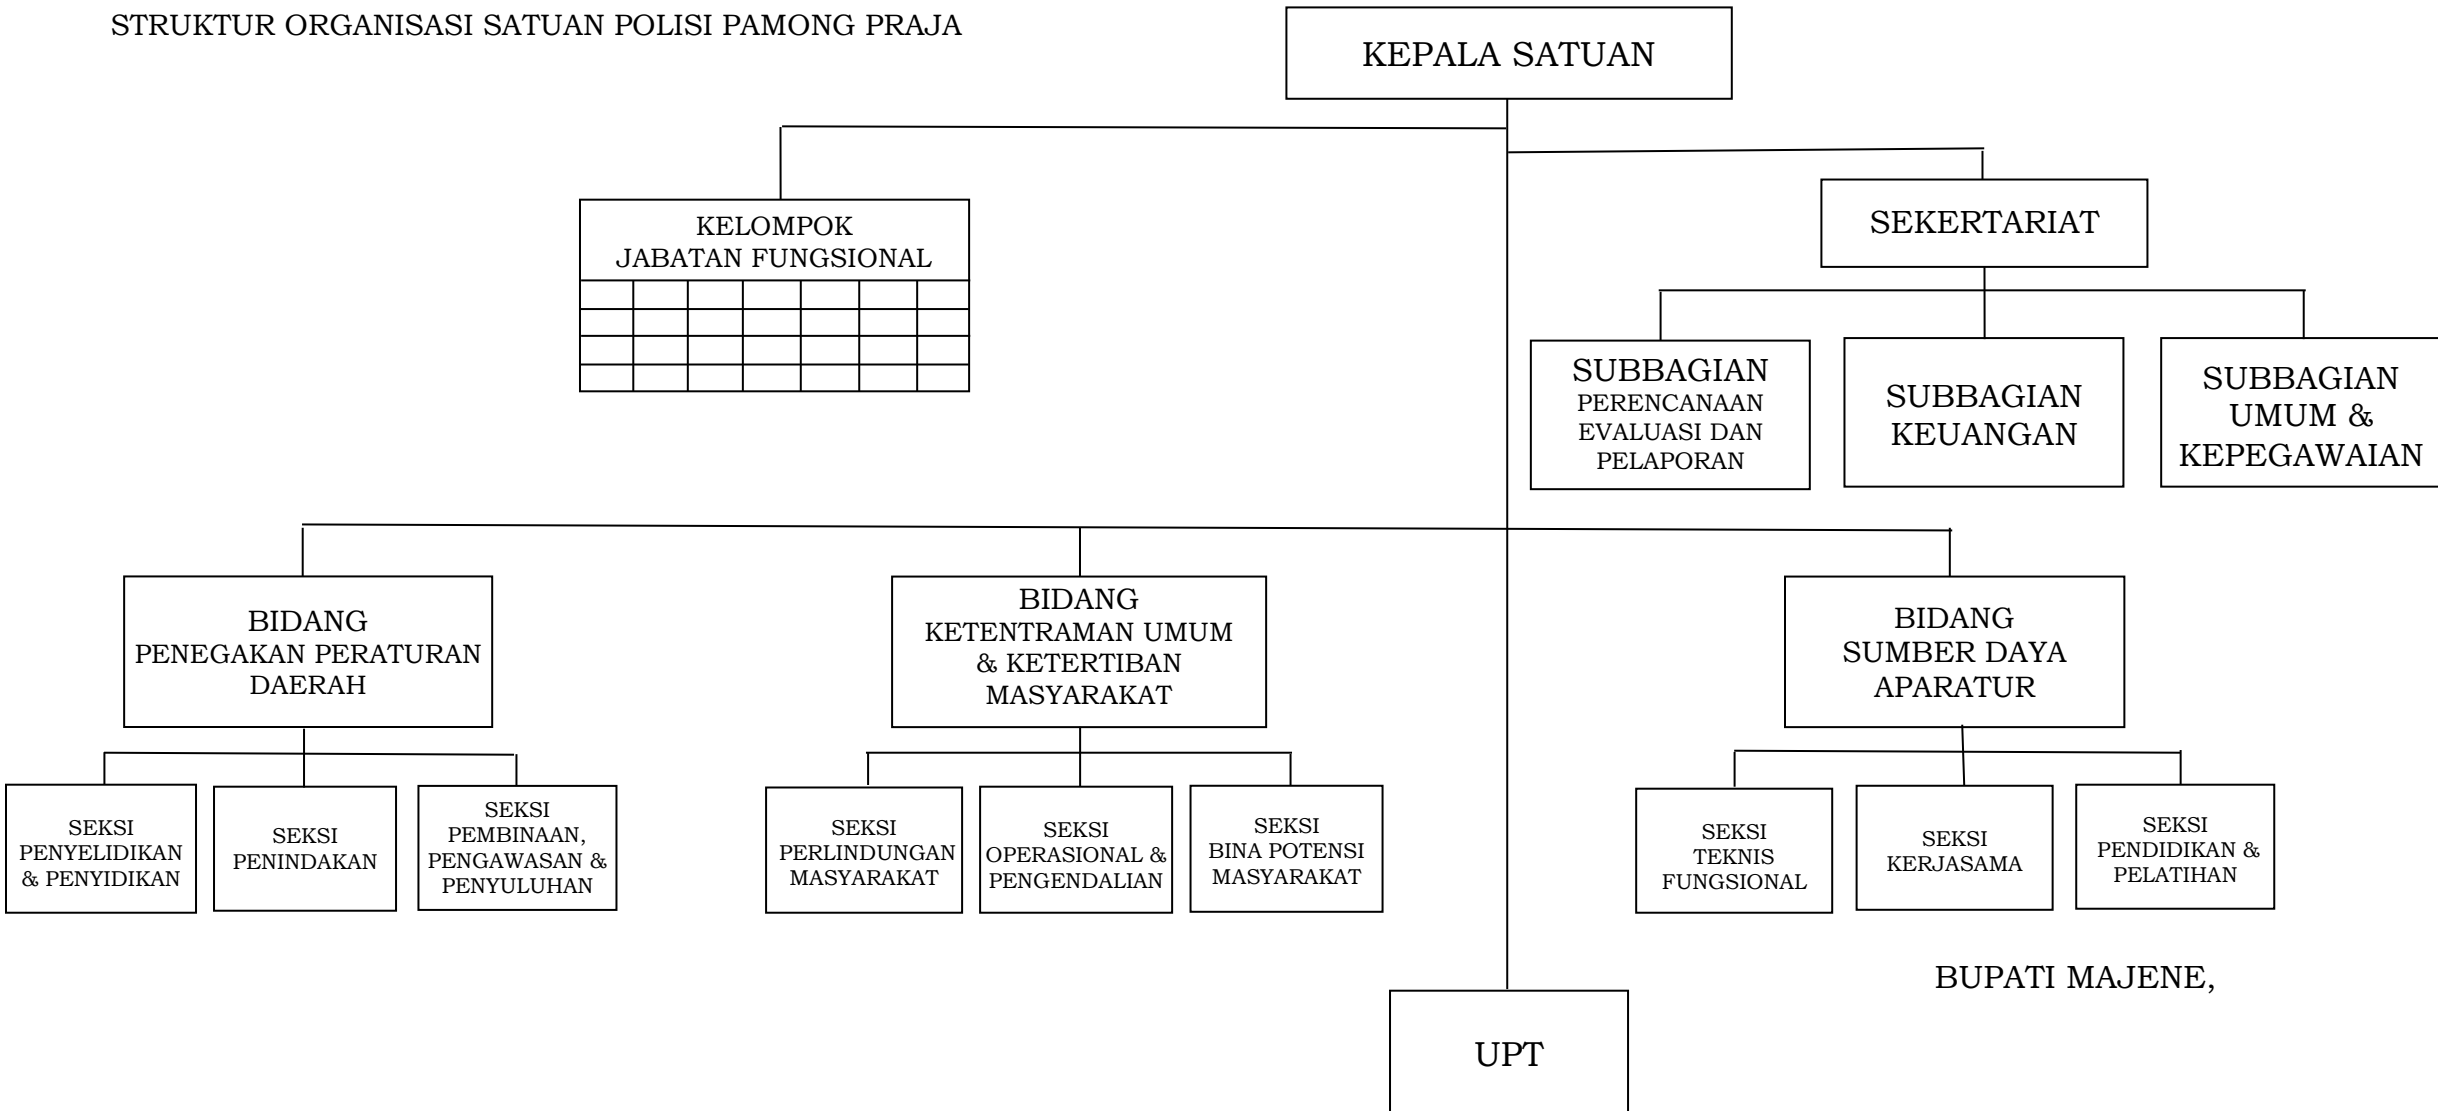 STRUKTUR ORGANISASI SATUAN POLISI PAMONG PRAJA
KEPALA SATUAN
KELOMPOK
JABATAN FUNGSIONAL
SEKERTARIAT
SUBBAGIAN
PERENCANAAN
EVALUASI DAN
PELAPORAN
SUBBAGIAN
KEUANGAN
SUBBAGIAN
UMUM &
KEPEGAWAIAN
BIDANG
PENEGAKAN PERATURAN
DAERAH
BIDANG
KETENTRAMAN UMUM
& KETERTIBAN
MASYARAKAT
BIDANG
SUMBER DAYA
APARATUR
SEKSI
PENYELIDIKAN
& PENYIDIKAN
SEKSI
PENINDAKAN
SEKSI
PEMBINAAN,
PENGAWASAN &
PENYULUHAN
SEKSI
PERLINDUNGAN
MASYARAKAT
SEKSI
OPERASIONAL &
PENGENDALIAN
SEKSI
BINA POTENSI
MASYARAKAT
SEKSI
TEKNIS
FUNGSIONAL
SEKSI
KERJASAMA
SEKSI
PENDIDIKAN &
PELATIHAN
BUPATI MAJENE,
UPT